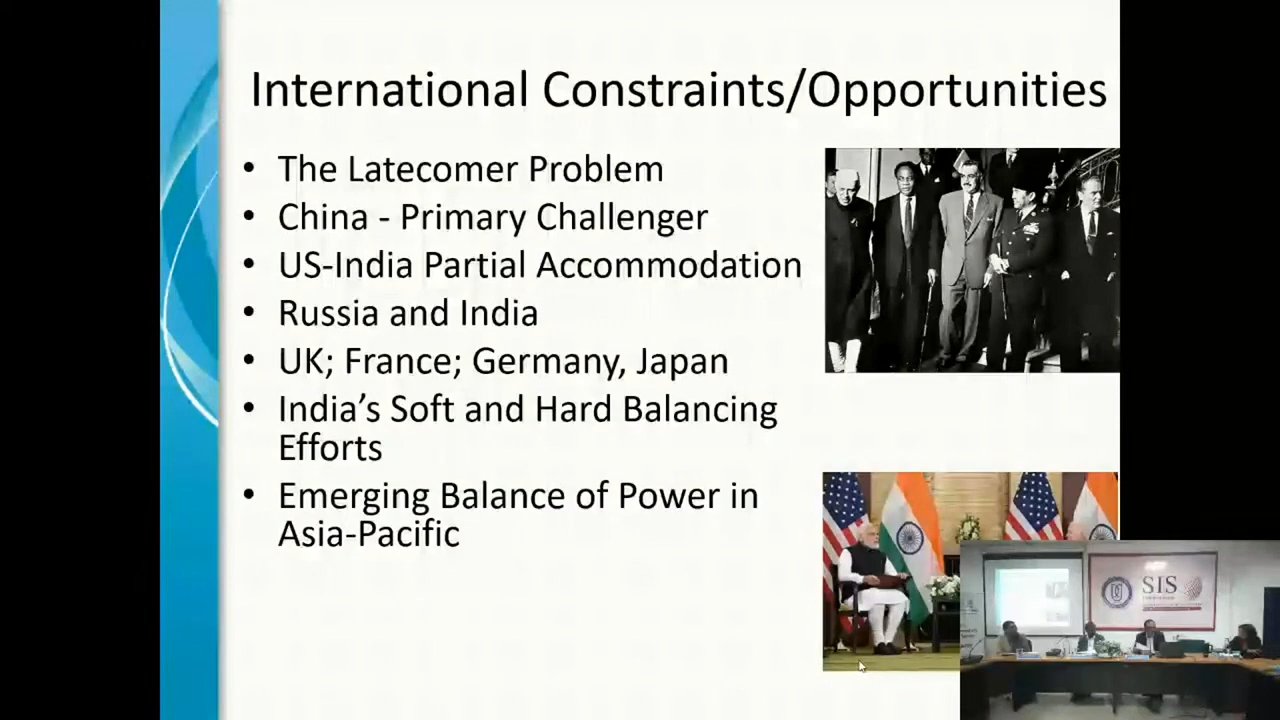 International Constraints/Opportunities
• The Latecomer Problem
• China - Primary Challenger
• US-India Partial Accommodation
• Russia and India
• UK; France; Germany, Japan
• India’s Soft and Hard Balancing
Efforts
• Emerging Balance of Power in
Asia-Pacific
SIS